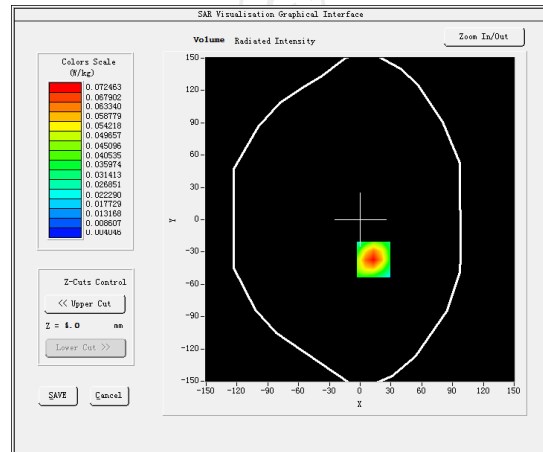 SAR Visualisation Graphical Interface
Volume Radiated Intensity
Zoom In/Out
Colors Scale
(W/kg)
0.072463
0.067902
0.063340
0.058779
0.054218
0.049657
0.045096
0.040535
0.035974
0.031413
0.026851
0.022290
0.017729
0.013168
0.008607
0.004046
150
120
90
60
30
0
-30
-60
-90
-120
-150
Y
-150 -120 -90 -60 -30 0 30 60 90 120 150
X
Z-Cuts Control
<< Upper Cut
Z = 4.0 mm
Lower Cut >>
SAVE Cancel